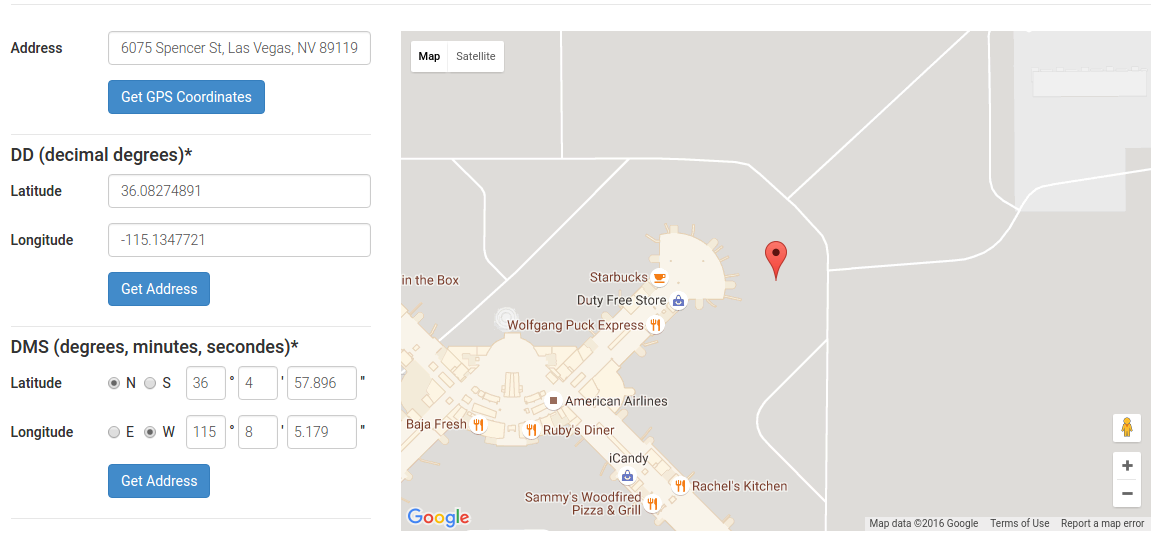 Address
6075 Spencer St, Las Vegas, NV 89119
Get GPS Coordinates
DD (decimal degrees)*
Latitude
36.08274891
Longitude
-115.1347721
Get Address
DMS (degrees, minutes, secondes)*
Latitude N S 36 ° 4 ' 57.896 "
Longitude E W 115 ° 8 ' 5.179 "
Get Address
Map Satellite
in the Box
Starbucks
Duty Free Store
Wolfgang Puck Express
American Airlines
Baja Fresh
Ruby's Diner
iCandy
Rachel's Kitchen
Sammy's Woodfired
Pizza & Grill
Google
Map data ©2016 Google Terms of Use Report a map error